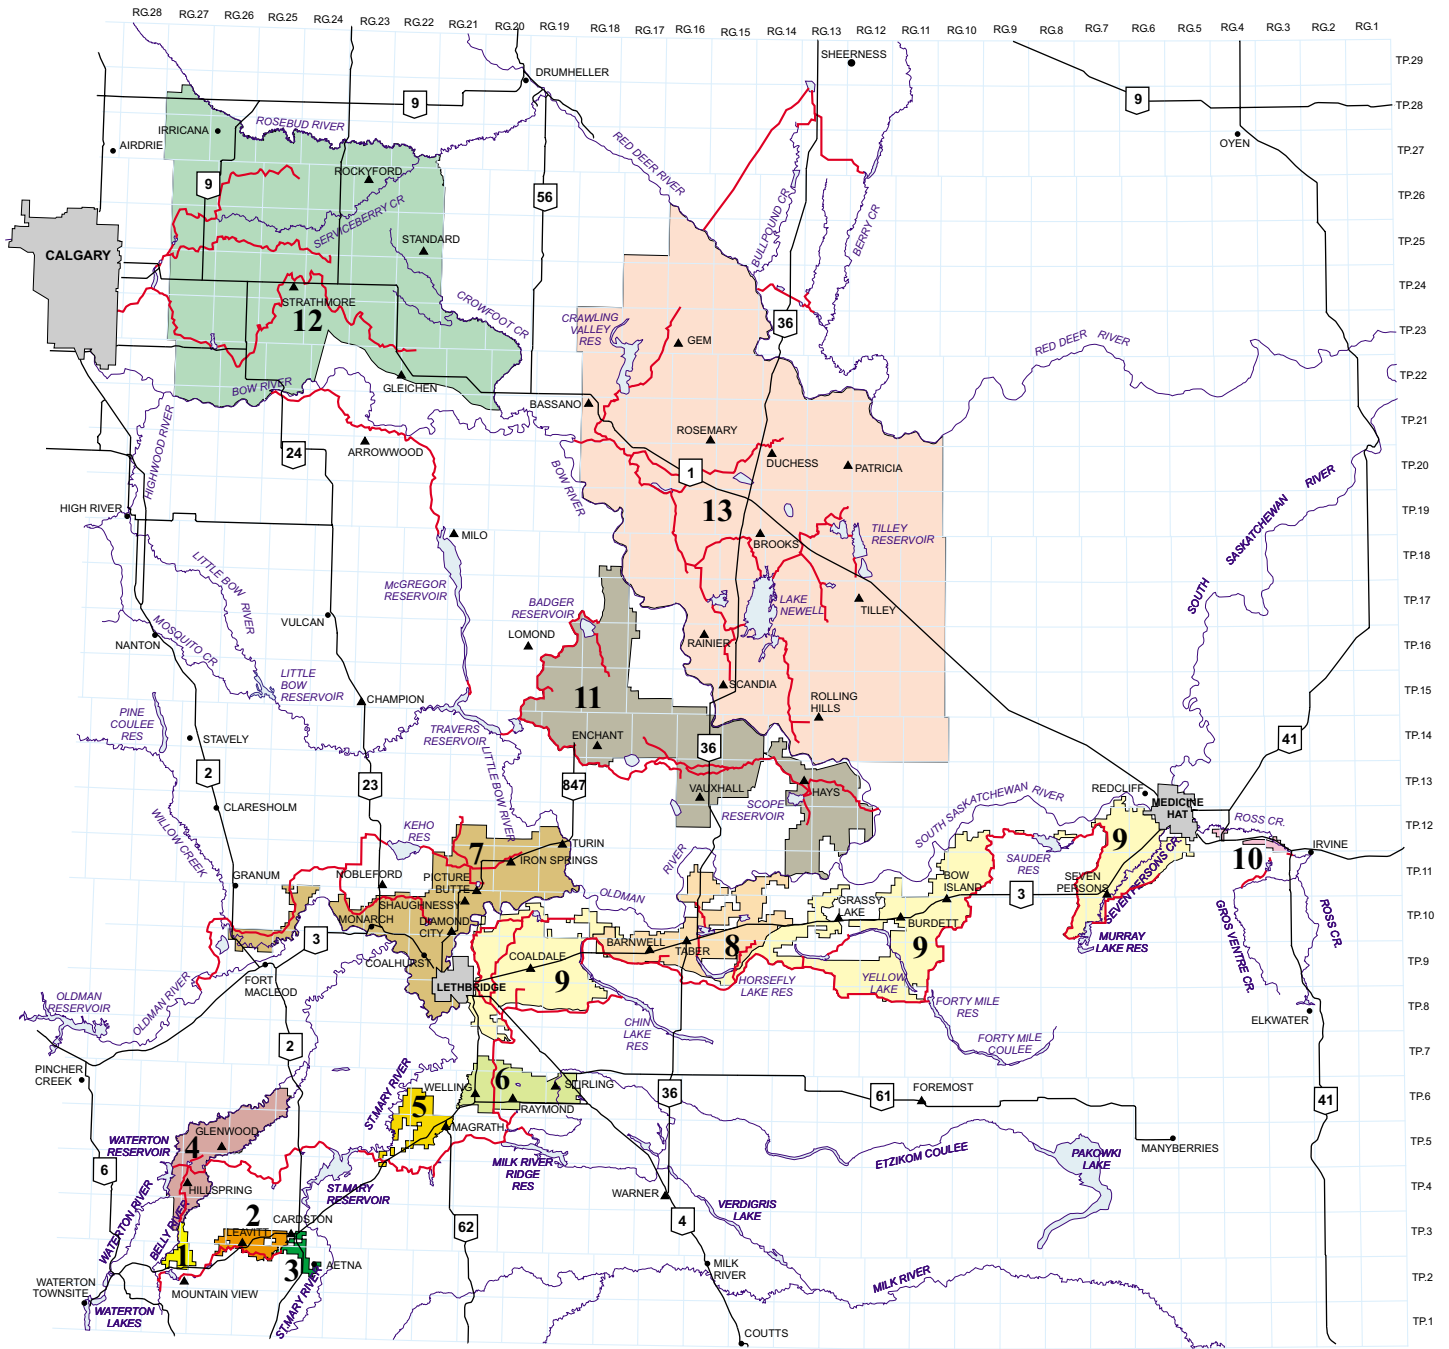 RG.28 RG.27 RG.26 RG.25 RG.24 RG.23 RG.22 RG.21 RG.20 RG.19 RG.18 RG.17 RG.16 RG.15 RG.14 RG.13 RG.12 RG.11 RG.10 RG.9 RG.8 RG.7 RG.6 RG.5 RG.4 RG.3 RG.2 RG.1
SHEERNESS
TP.29
DRUMHELLER
9
9
TP.28
ROSEBUD RIVER
IRRICANA
AIRDRIE
OYEN
TP.27
RED DEER RIVER
ROCKYFORD
9
56
TP.26
SERVICEBERRY CR
BULLPOUND CR.
BERRY CR
STANDARD
TP.25
CALGARY
STRATHMORE
TP.24
12
CROWFOOT CR
CRAWLING
VALLEY
RES
GEM
36
RED DEER RIVER
TP.23
BOW RIVER
GLEICHEN
TP.22
BASSANO
TP.21
HIGHWOOD RIVER
ARROWWOOD
24
ROSEMARY
DUCHESS
PATRICIA
1
TP.20
BOW RIVER
SOUTH SASKATCHEWAN RIVER
HIGH RIVER
13
TP.19
MILO
BROOKS
TILLEY
RESERVOIR
TP.18
LITTLE BOW RIVER
McGREGOR
RESERVOIR
BADGER
RESERVOIR
LAKE
NEWELL
TILLEY
TP.17
VULCAN
MOSQUITO CR
NANTON
LOMOND
RAINIER
TP.16
LITTLE
BOW
RESERVOIR
CHAMPION
11
SCANDIA
ROLLING
HILLS
TP.15
PINE
COULEE
RES
STAVELY
TRAVERS
RESERVOIR
ENCHANT
36
41
TP.14
2
23
LITTLE BOW RIVER
847
VAUXHALL
HAYS
REDCLIFF
TP.13
CLARESHOLM
WILLOW CREEK
SCOPE
RESERVOIR
SOUTH SASKATCHEWAN RIVER
MEDICINE
HAT
KEHO
RES
ROSS CR.
TP.12
TURIN
7
IRON SPRINGS
9
IRVINE
10
SAUDER
RES
RIVER
GRANUM
NOBLEFORD
PICTURE
BUTTE
OLDMAN
BOW
ISLAND
3
SEVEN
PERSONS
SEVEN PERSONS CR.
TP.11
SHAUGHNESSY
MONARCH
DIAMOND
CITY
GRASSY
LAKE
BURDETT
TP.10
3
BARNWELL
TABER
8
9
MURRAY
LAKE RES
GROS VENTRE CR.
ROSS CR.
COALHURST
COALDALE
9
TP.9
FORT
MACLEOD
LETHBRIDGE
HORSEFLY
LAKE RES
YELLOW
LAKE
OLDMAN
RESERVOIR
OLDMAN RIVER
CHIN
LAKE
RES
FORTY MILE
RES
TP.8
ELKWATER
2
FORTY MILE
COULEE
TP.7
PINCHER
CREEK
ST.MARY RIVER
WELLING
6
STIRLING
RAYMOND
36
61
FOREMOST
41
TP.6
5
MAGRATH
GLENWOOD
4
WATERTON
RESERVOIR
ETZIKOM COULEE
MANYBERRIES
TP.5
6
MILK RIVER
RIDGE
RES
PAKOWKI
LAKE
HILLSPRING
ST.MARY
RESERVOIR
WARNER
TP.4
WATERTON RIVER
BELLY RIVER
2
CARDSTON
62
VERDIGRIS
LAKE
4
TP.3
LEAVITT
1
3
AETNA
MILK
RIVER
MILK RIVER
TP.2
WATERTON
TOWNSITE
MOUNTAIN VIEW
WATERTON
LAKES
ST.MARY RIVER
TP.1
COUTTS